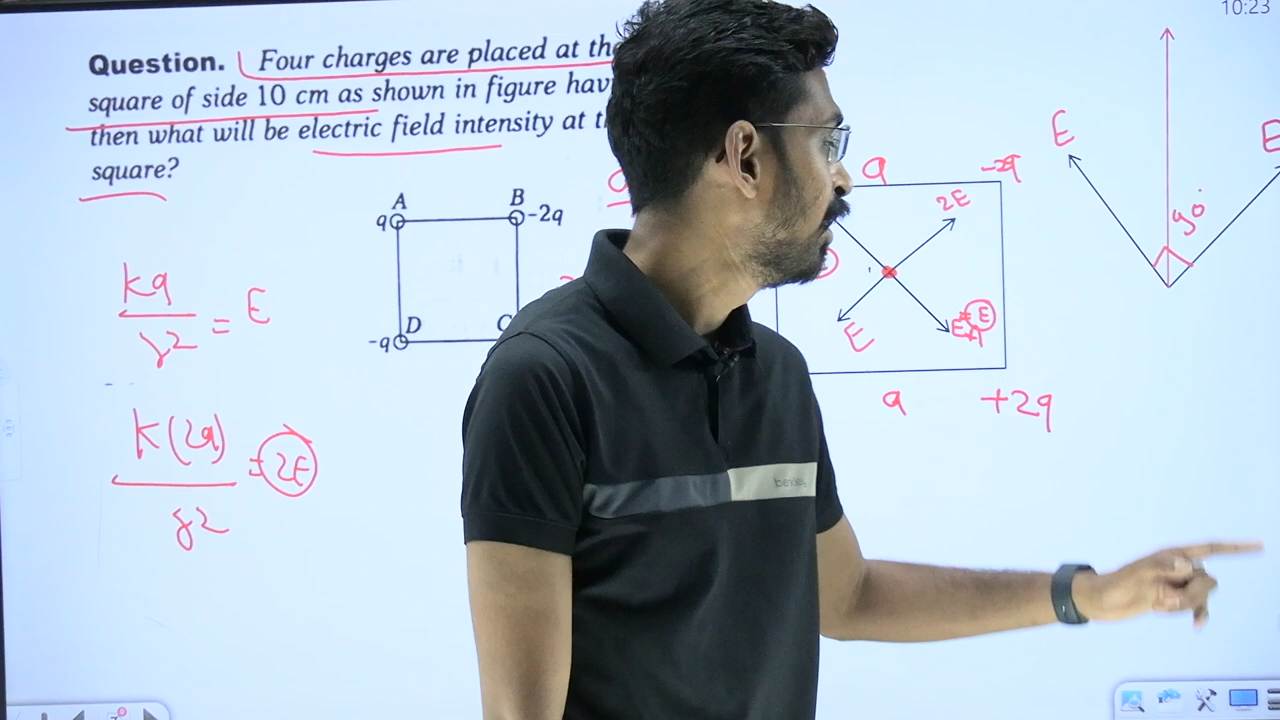 10:23
Question. Four charges are placed at the
square of side 10 cm as shown in figure hav
then what will be electric field intensity at t
square?
A
B
q
-2q
D
C
-q
kq
r2
= E
k(2q)
r2
= 2E
q
-2q
2E
E
E
q
+2q
E
E
90°